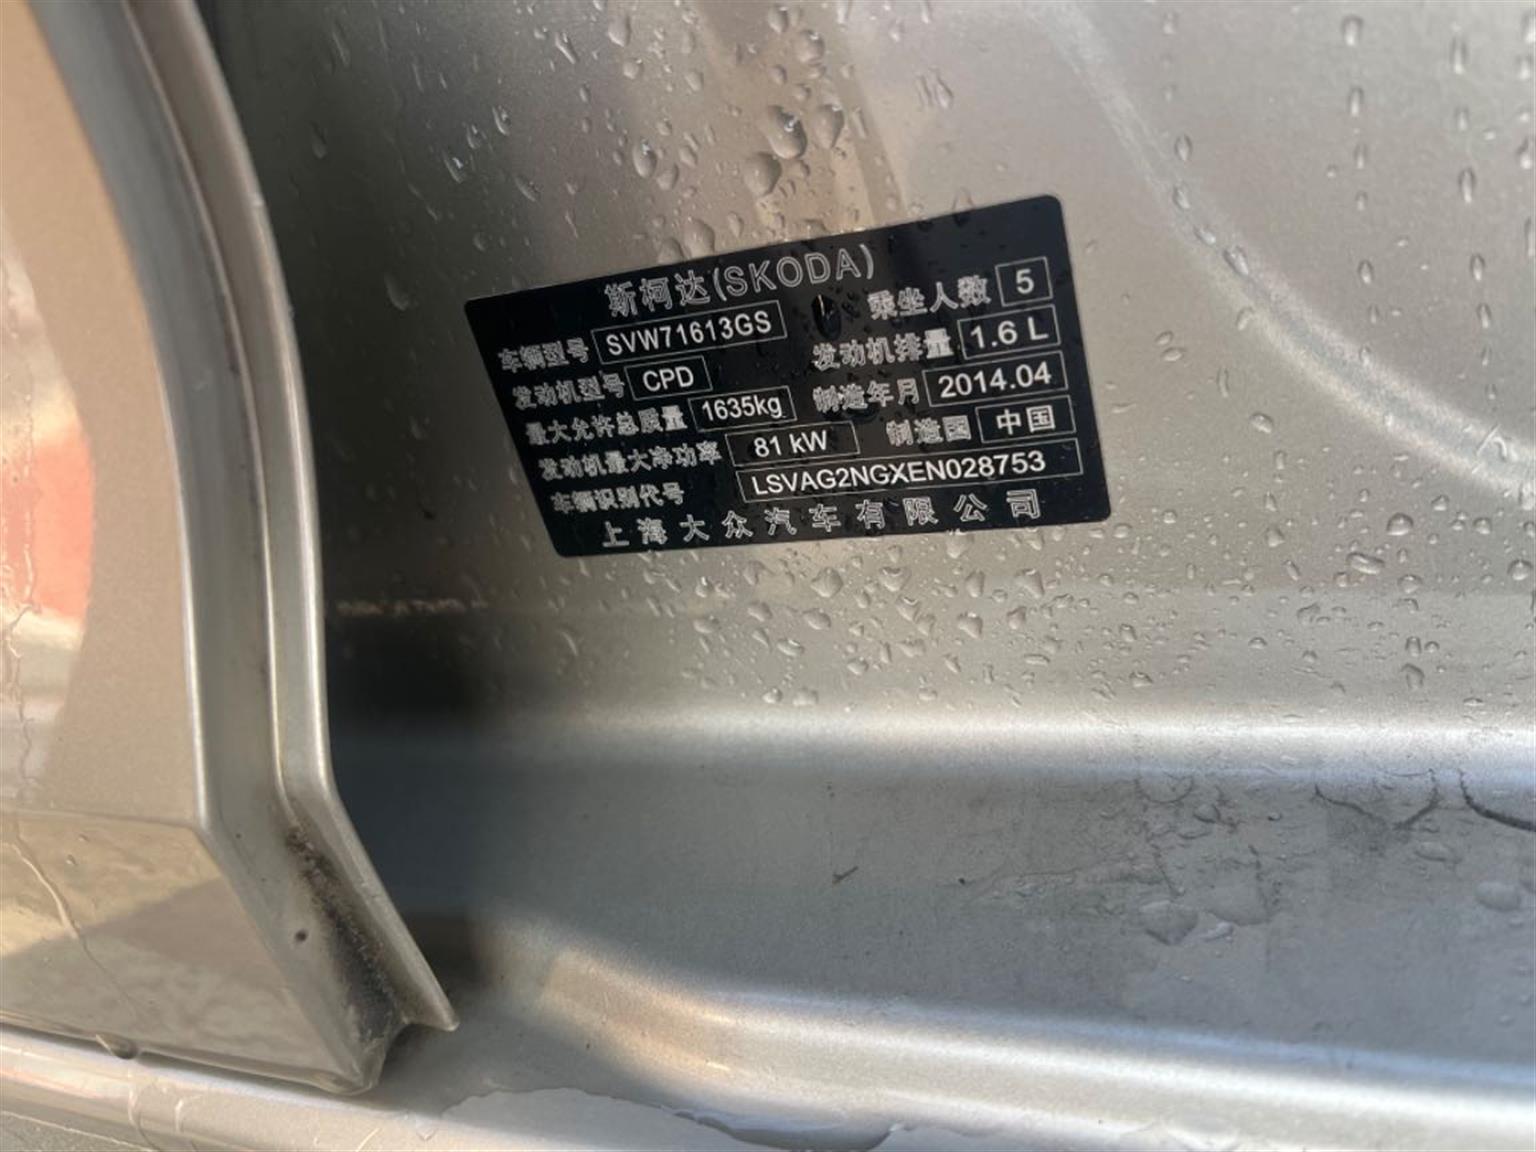 斯柯达(SKODA)
车辆型号 SVW71613GS 乘坐人数 5
发动机型号 CPD 发动机排量 1.6 L
最大允许总质量 1635kg 制造年月 2014.04
发动机最大净功率 81 kW 制造国 中国
车辆识别代号 LSVAG2NGXEN028753
上海大众汽车有限公司